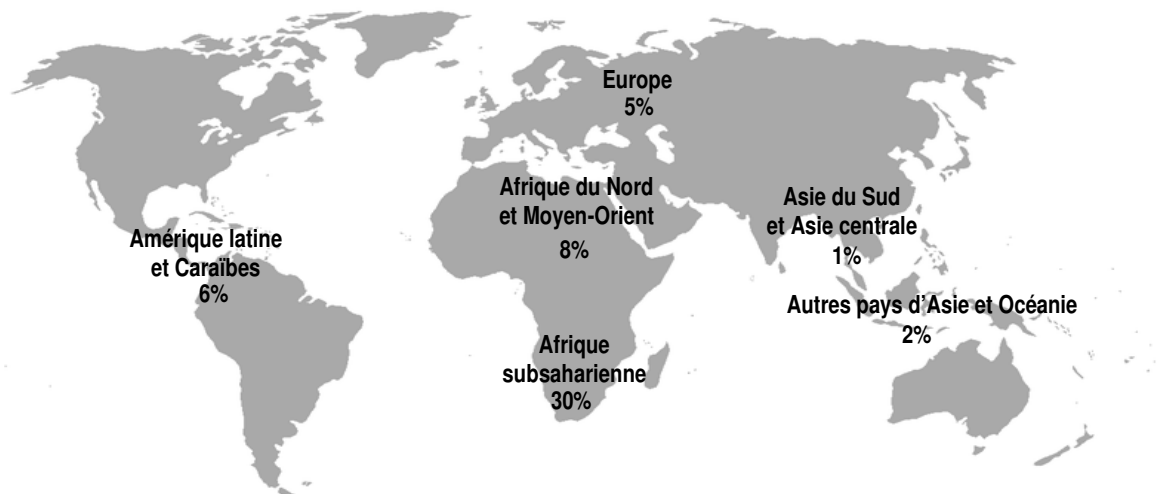 Europe
5%
Afrique du Nord
et Moyen-Orient
8%
Asie du Sud
et Asie centrale
1%
Amérique latine
et Caraïbes
6%
Autres pays d'Asie et Océanie
2%
Afrique
subsaharienne
30%